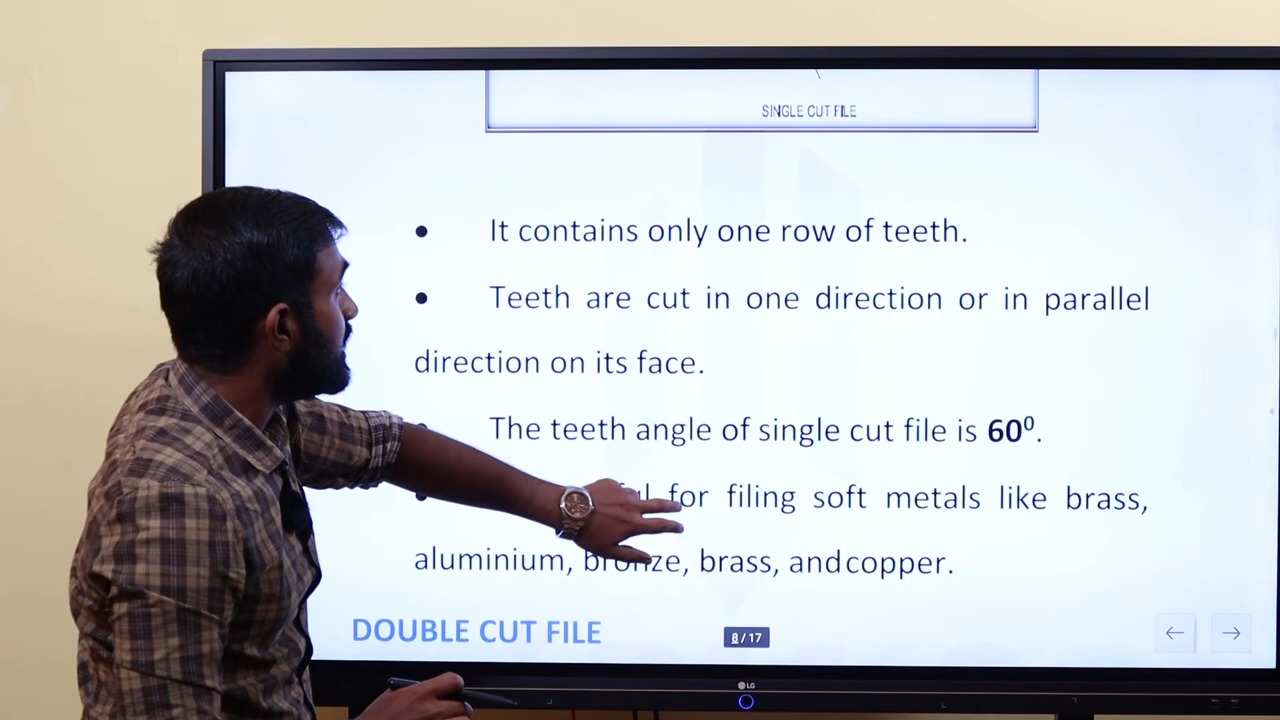 SINGLE CUT FILE
• It contains only one row of teeth.
• Teeth are cut in one direction or in parallel
direction on its face.
The teeth angle of single cut file is 60⁰.
for filing soft metals like brass,
aluminium, bronze, brass, and copper.
DOUBLE CUT FILE
8 / 17
← →
LG